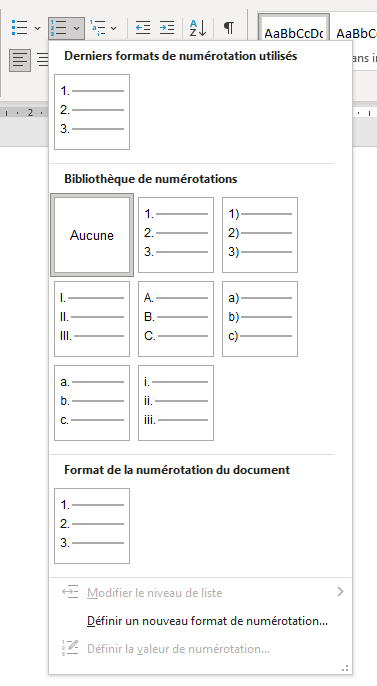 AaBbCcDc AaBbCc
Derniers formats de numérotation utilisés
ans in
1.
2.
3.
2
Bibliothèque de numérotations
Aucune
1.
2.
3.
1)
2)
3)
I.
II.
III.
A.
B.
C.
a)
b)
c)
a.
b.
c.
i.
ii.
iii.
Format de la numérotation du document
1.
2.
3.
Modifier le niveau de liste
Définir un nouveau format de numérotation...
Définir la valeur de numérotation...